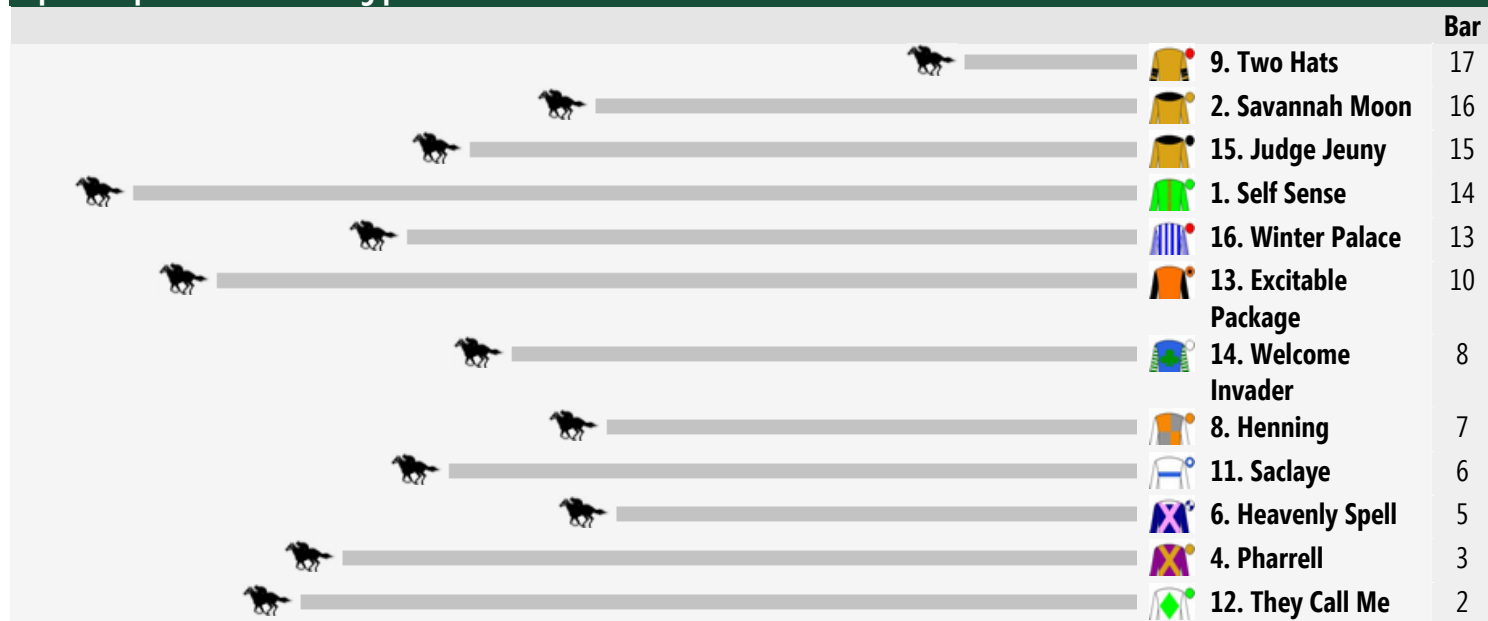 Bar
9. Two Hats 17
2. Savannah Moon 16
15. Judge Jeuny 15
1. Self Sense 14
16. Winter Palace 13
13. Excitable 10
Package
14. Welcome 8
Invader
8. Henning 7
11. Saclaye 6
6. Heavenly Spell 5
4. Pharrell 3
12. They Call Me 2